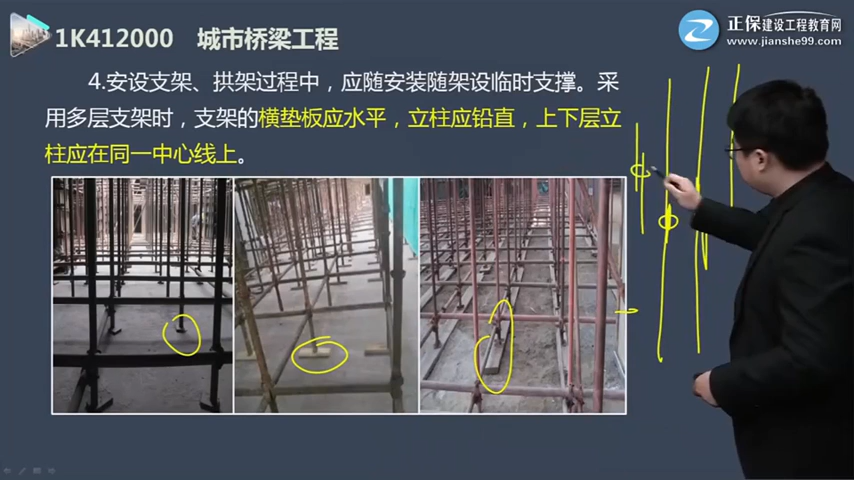 1K412000 城市桥梁工程
正保建设工程教育网
www.jianshe99.com
4.安设支架、拱架过程中，应随安装随架设临时支撑。采
用多层支架时，支架的横垫板应水平，立柱应铅直，上下层立
柱应在同一中心线上。